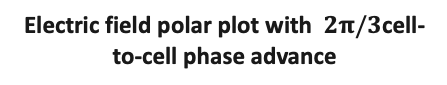 Electric field polar plot with 2π/3cell-
to-cell phase advance